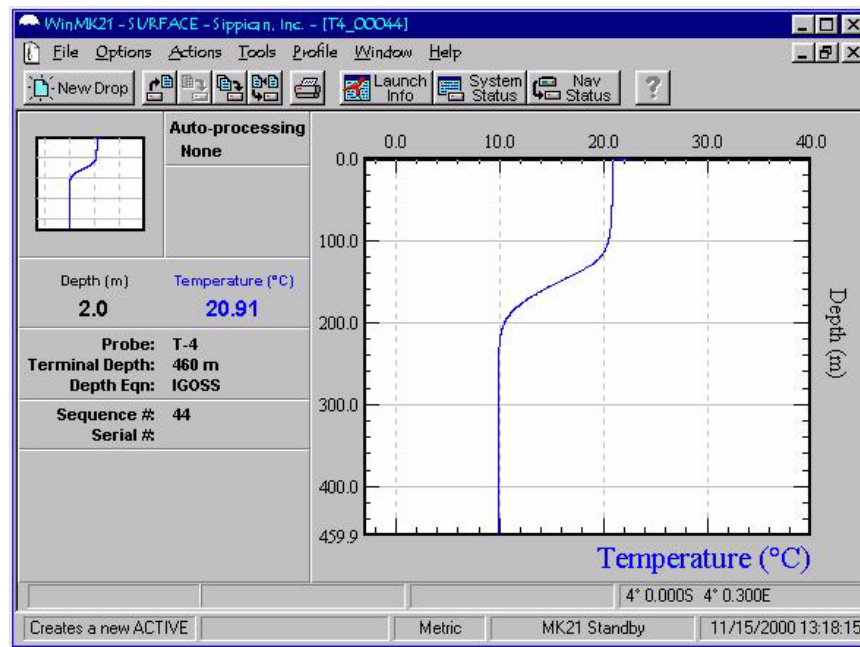 WinMK21 - SURFACE - Sippican, Inc. - [T4_00044]
File Options Actions Tools Profile Window Help
New Drop
Launch Info
System Status
Nav Status
?
Auto-processing
None
Depth (m) Temperature (°C)
2.0 20.91
Probe: T-4
Terminal Depth: 460 m
Depth Eqn: IGOSS
Sequence #: 44
Serial #:
0.0 10.0 20.0 30.0 40.0
0.0
100.0
200.0
300.0
400.0
459.9
Depth (m)
Temperature (°C)
4° 0.000S 4° 0.300E
Creates a new ACTIVE Metric MK21 Standby 11/15/2000 13:18:15